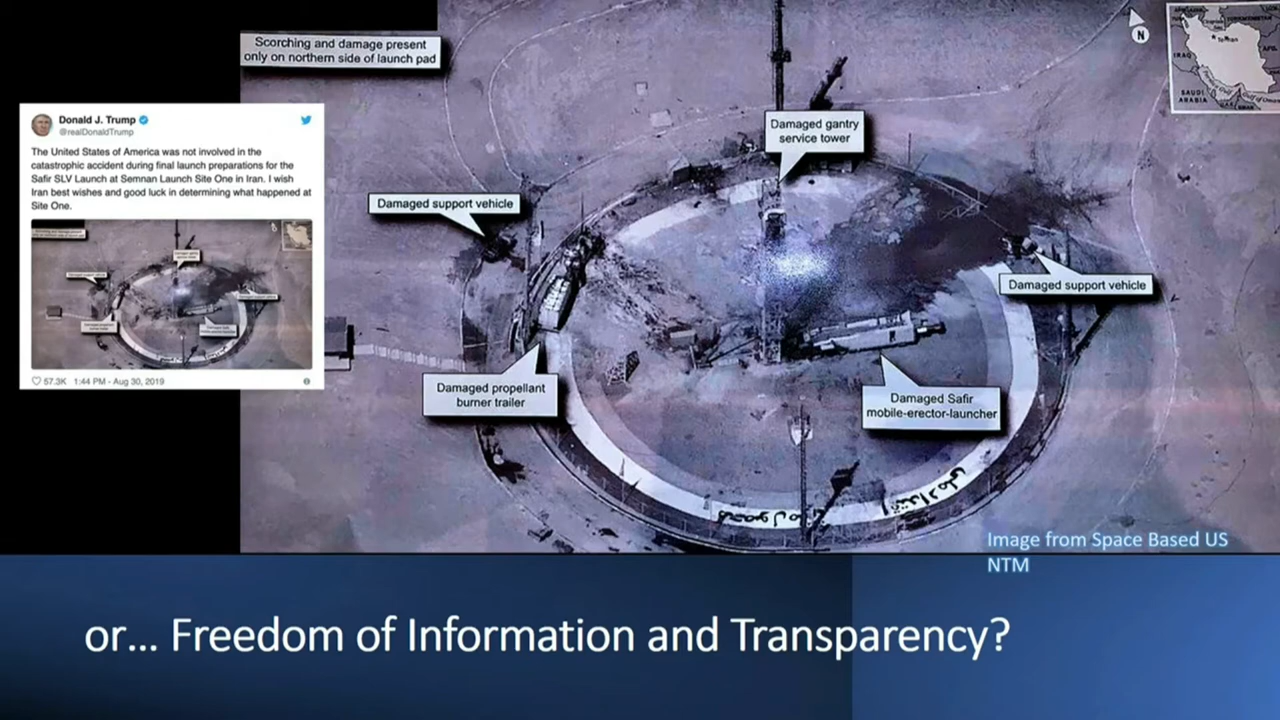 Scorching and damage present
only on northern side of launch pad
N
Damaged gantry
service tower
Damaged support vehicle
Damaged support vehicle
Damaged propellant
burner trailer
Damaged Safir
mobile-erector-launcher
IRAQ
Tehran
SAUDI
ARABIA
Donald J. Trump
@realDonaldTrump
The United States of America was not involved in the
catastrophic accident during final launch preparations for the
Safir SLV Launch at Semnan Launch Site One in Iran. I wish
Iran best wishes and good luck in determining what happened at
Site One.
57.3K 1:44 PM - Aug 30, 2019
Image from Space Based US
NTM
or... Freedom of Information and Transparency?